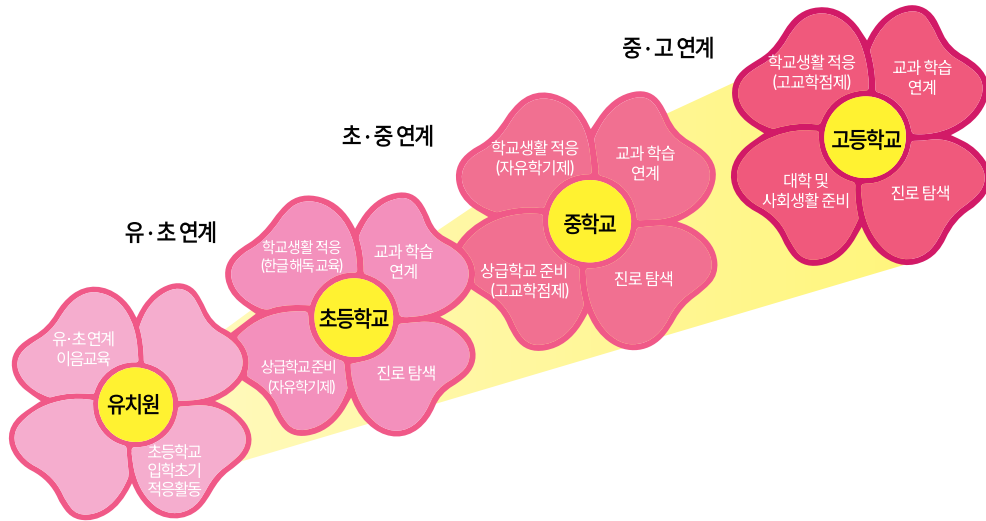 유·초 연계
유·초 연계
이음교육
유치원
초등학교
입학초기
적응활동
초·중 연계
학교생활 적응
(한글 해독 교육)
교과 학습
연계
초등학교
상급학교 준비
(자유학기제)
진로 탐색
중·고 연계
학교생활 적응
(자유학기제)
교과 학습
연계
중학교
상급학교 준비
(고교학점제)
진로 탐색
학교생활 적응
(고교학점제)
교과 학습
연계
고등학교
대학 및
사회생활 준비
진로 탐색